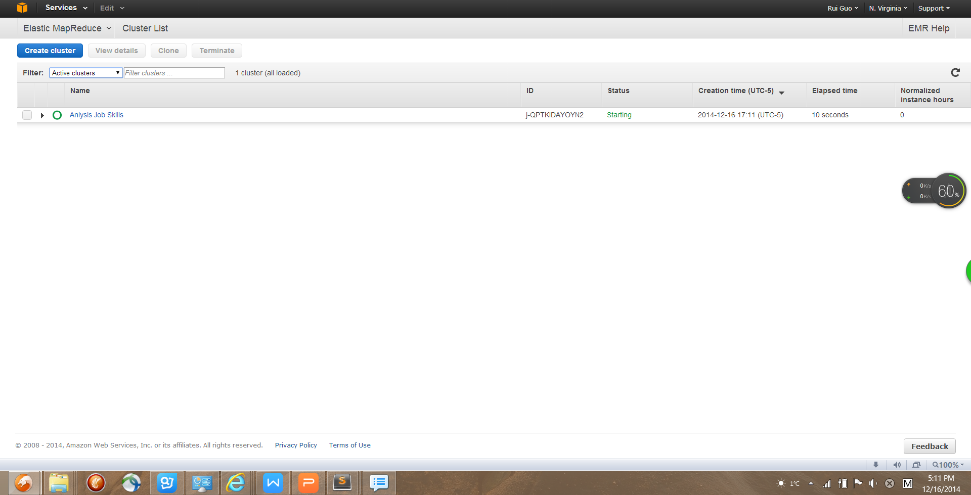 Services Edit Rui Guo N. Virginia Support
Elastic MapReduce Cluster List EMR Help
Create cluster View details Clone Terminate
Filter: Active clusters Filter clusters... 1 cluster (all loaded)
Name ID Status Creation time (UTC-5) Elapsed time Normalized instance hours
Anlysis Job Skills Starting 2014-12-16 17:11 (UTC-5) 10 seconds 0
60%
© 2008 - 2014, Amazon Web Services, Inc. or its affiliates. All rights reserved. Privacy Policy Terms of Use
Feedback
100%
1°C M 5:11 PM
12/16/2014